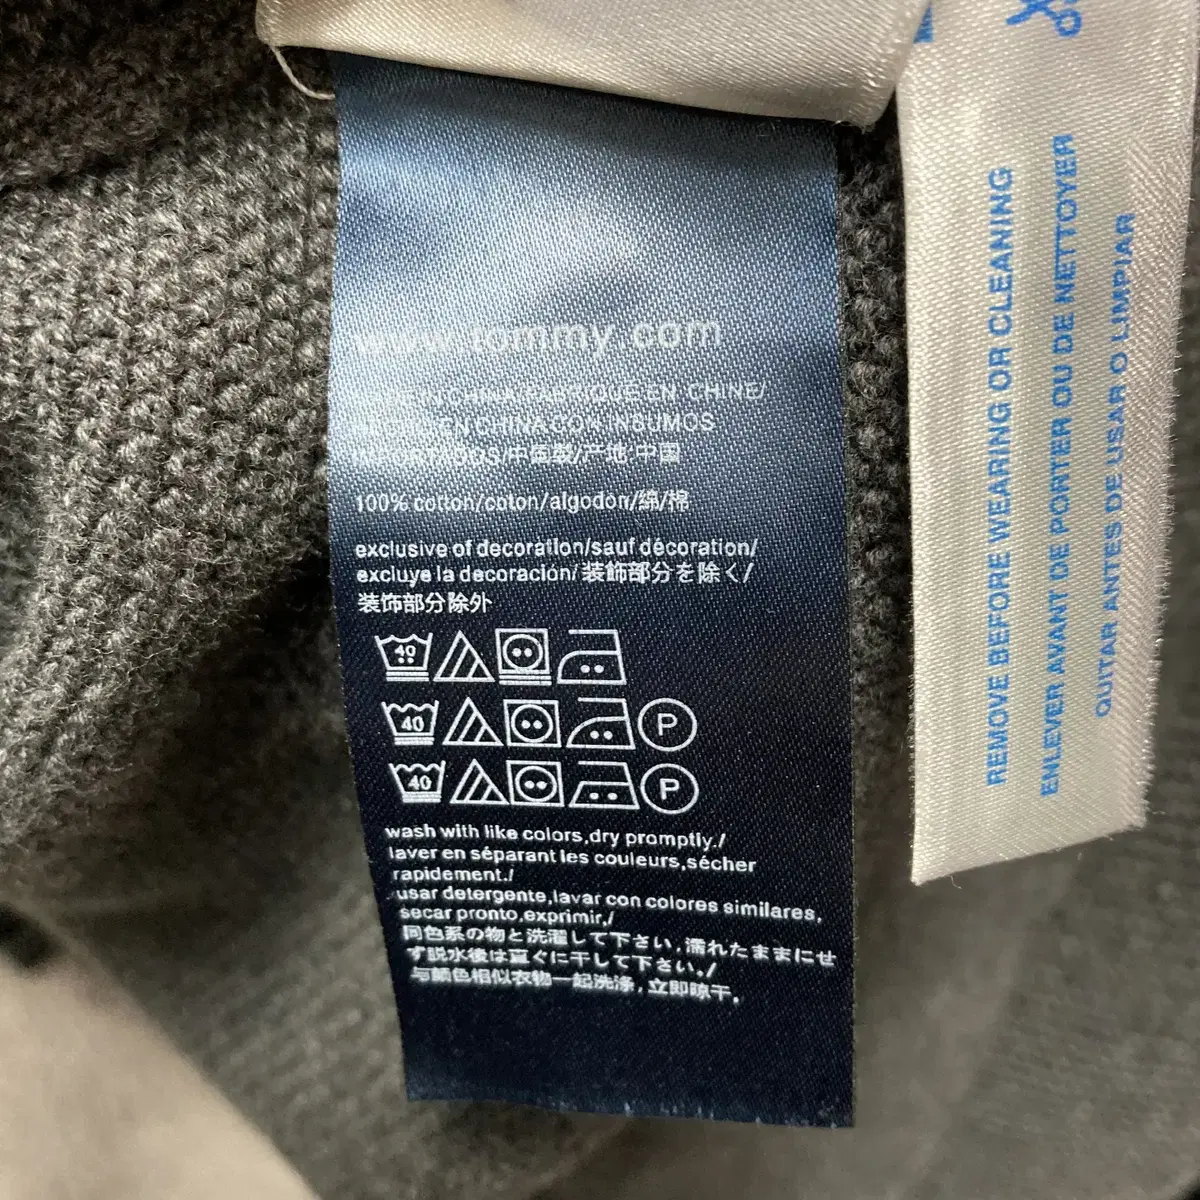 www.tommy.com
CHINA FABRIQUE EN CHINE/
EN CHINA CON INSUMOS
IMPORTADOS/中国製/产地:中国
100% cotton/coton/algodon/綿/棉
exclusive of decoration/sauf décoration/
excluye la decoración/装飾部分を除く/
装饰部分除外
40
40 P
40 P
wash with like colors,dry promptly./
laver en séparant les couleurs,sécher
rapidement./
usar detergente,lavar con colores similares,
secar pronto,exprimir,/
同色系の物と洗濯して下さい,濡れたままにせ
ず脱水後は直ぐに干して下さい,/
与颜色相似衣物一起洗涤,立即晾干.
REMOVE BEFORE WEARING OR CLEANING
ENLEVER AVANT DE PORTER OU DE NETTOYER
QUITAR ANTES DE USAR O LIMPIAR